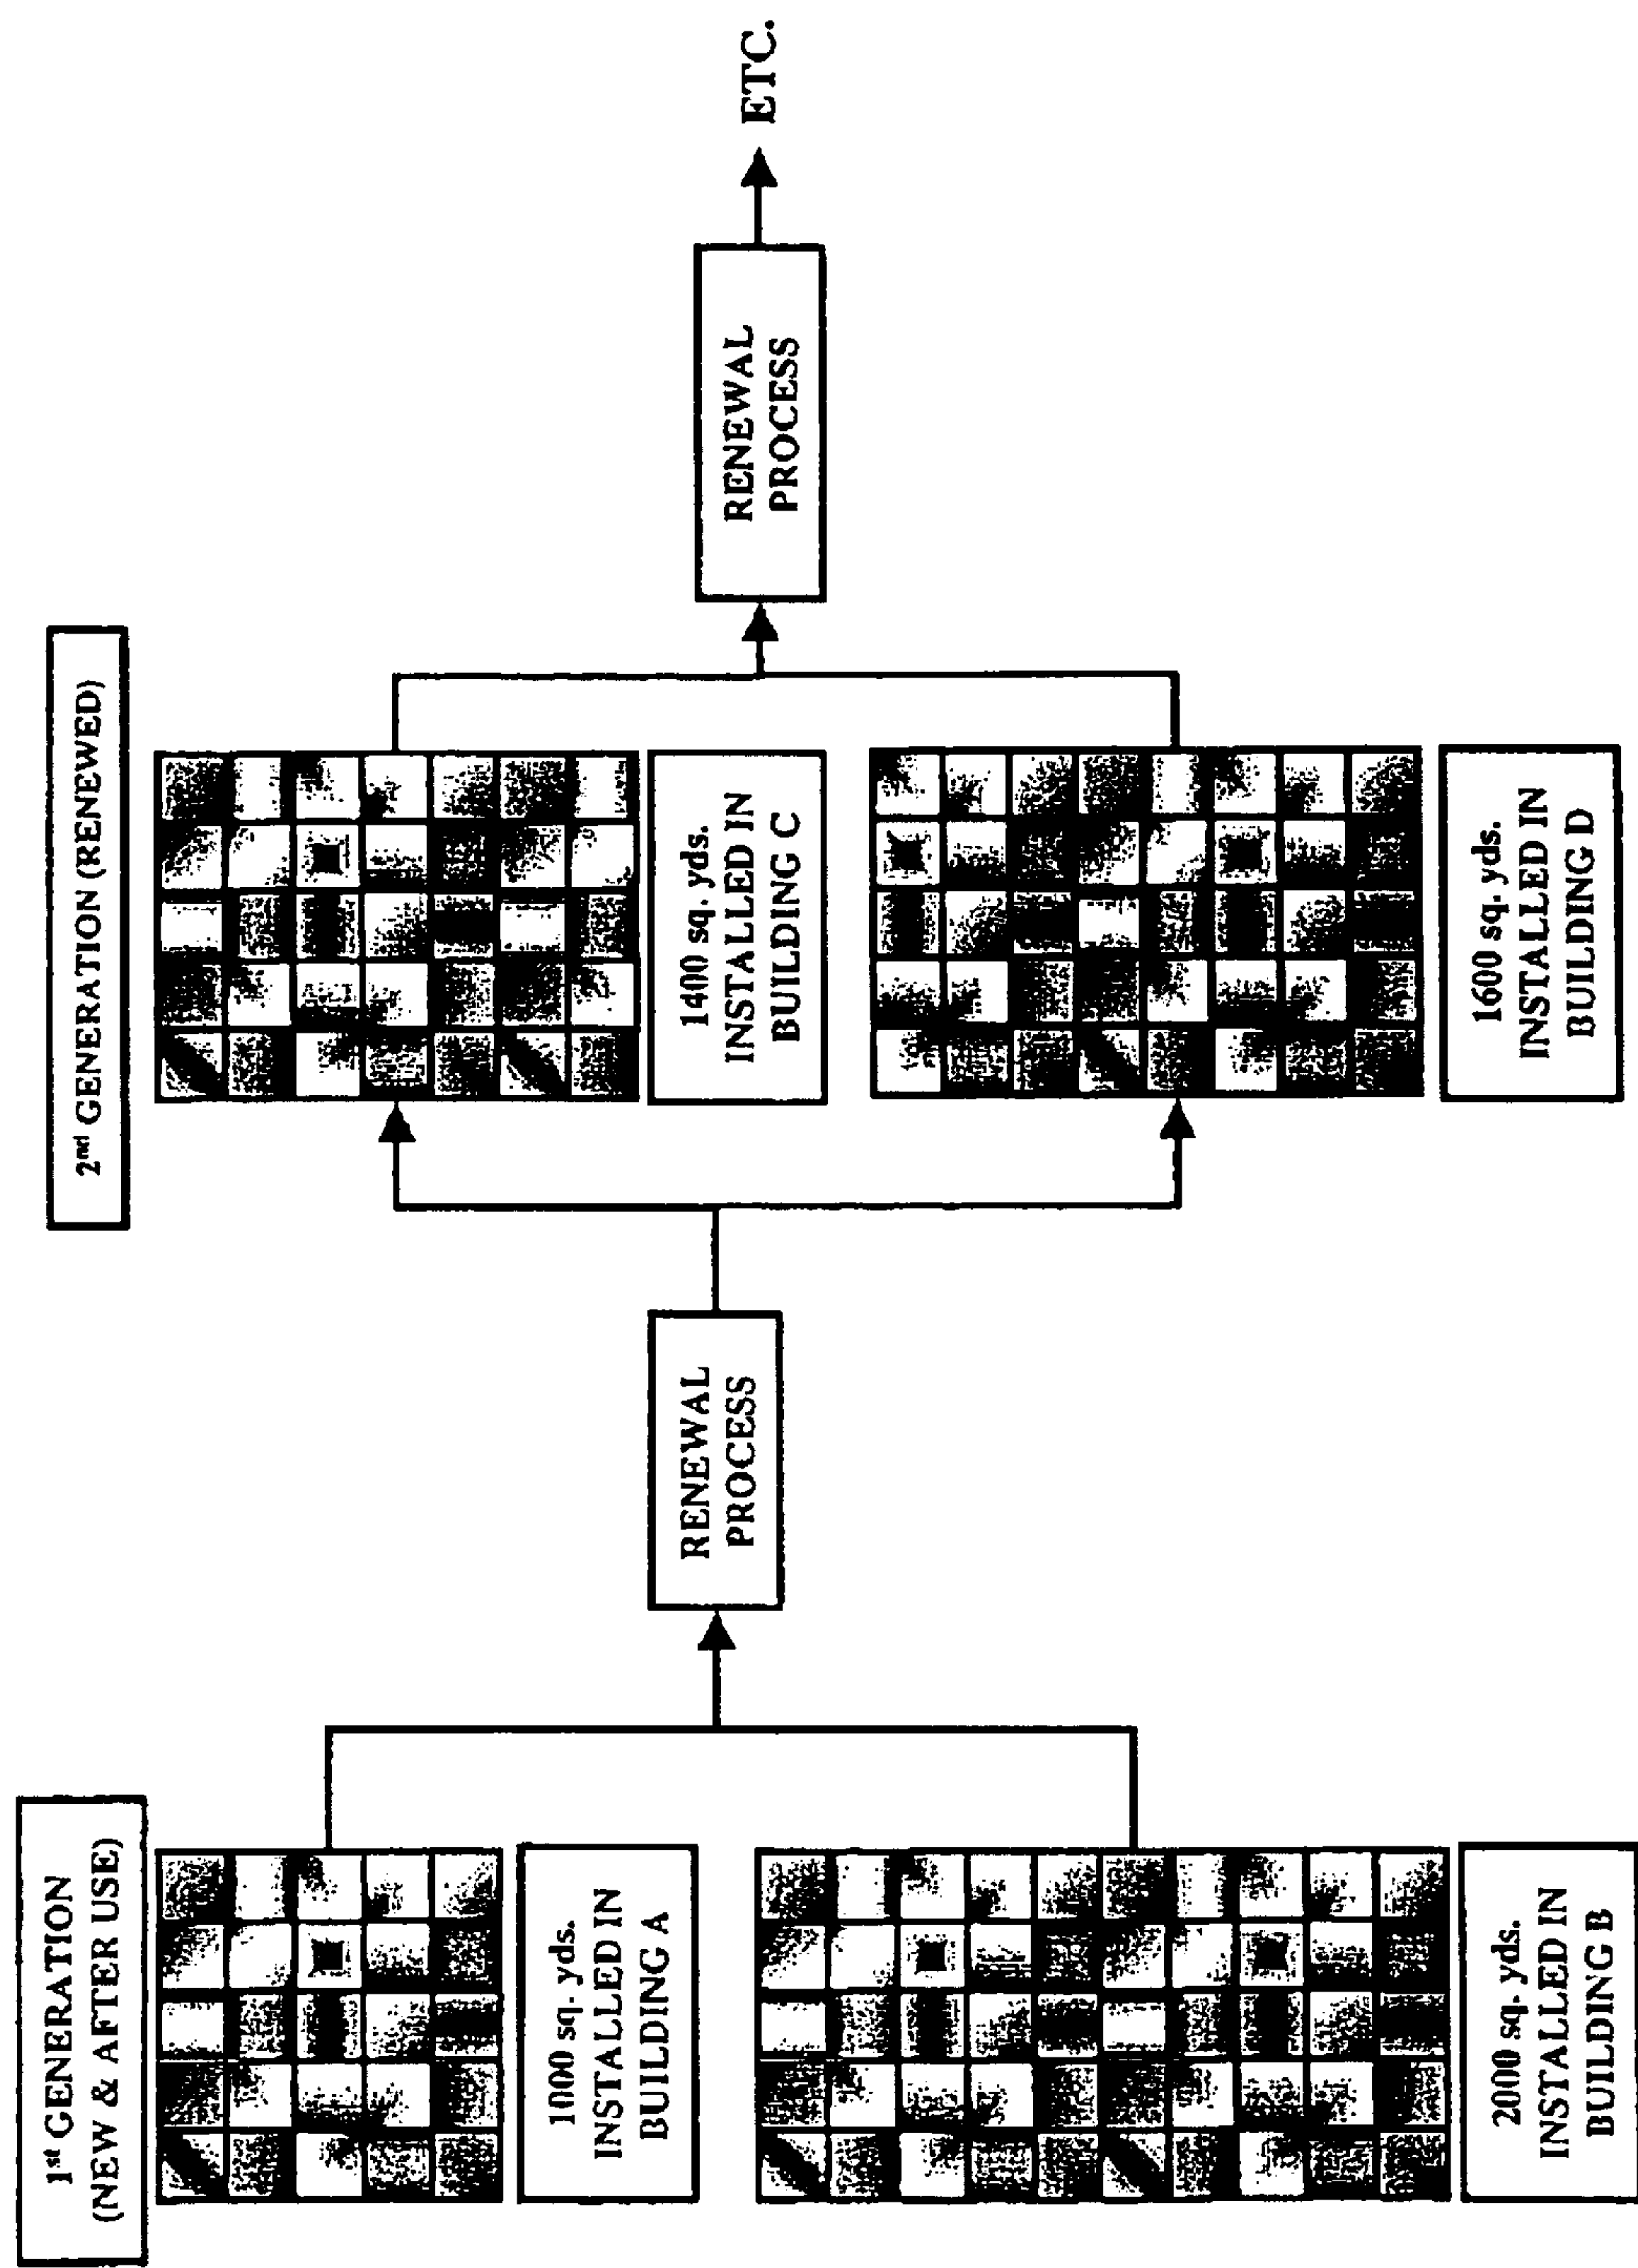 1st GENERATION
(NEW & AFTER USE)
1000 sq. yds.
INSTALLED IN
BUILDING A
2000 sq. yds.
INSTALLED IN
BUILDING B
RENEWAL
PROCESS
2nd GENERATION (RENEWED)
1400 sq. yds.
INSTALLED IN
BUILDING C
1600 sq. yds.
INSTALLED IN
BUILDING D
RENEWAL
PROCESS
ETC.